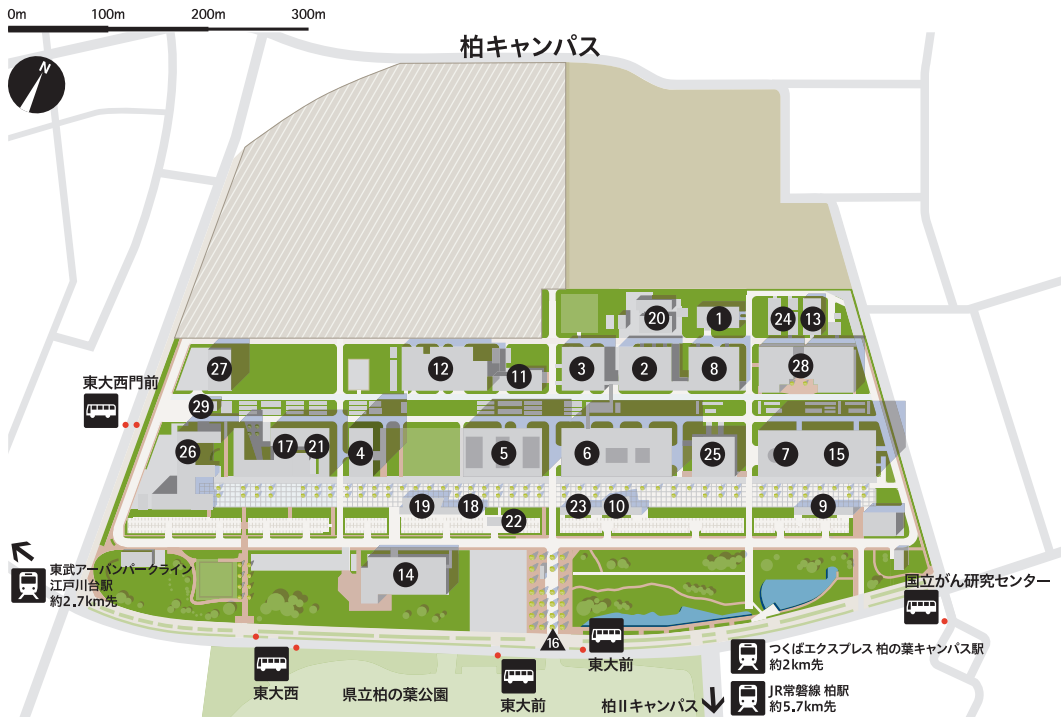 0m 100m 200m 300m
柏キャンパス
N
20
1
24
13
27
12
11
3
2
8
28
東大西門前
29
26
17
21
4
5
6
25
7
15
19
18
22
23
10
9
14
16
東武アーバンパークライン
江戸川台駅
約2.7km先
国立がん研究センター
東大西
県立柏の葉公園
東大前
東大前
つくばエクスプレス 柏の葉キャンパス駅
約2km先
柏IIキャンパス
JR常磐線 柏駅
約5.7km先